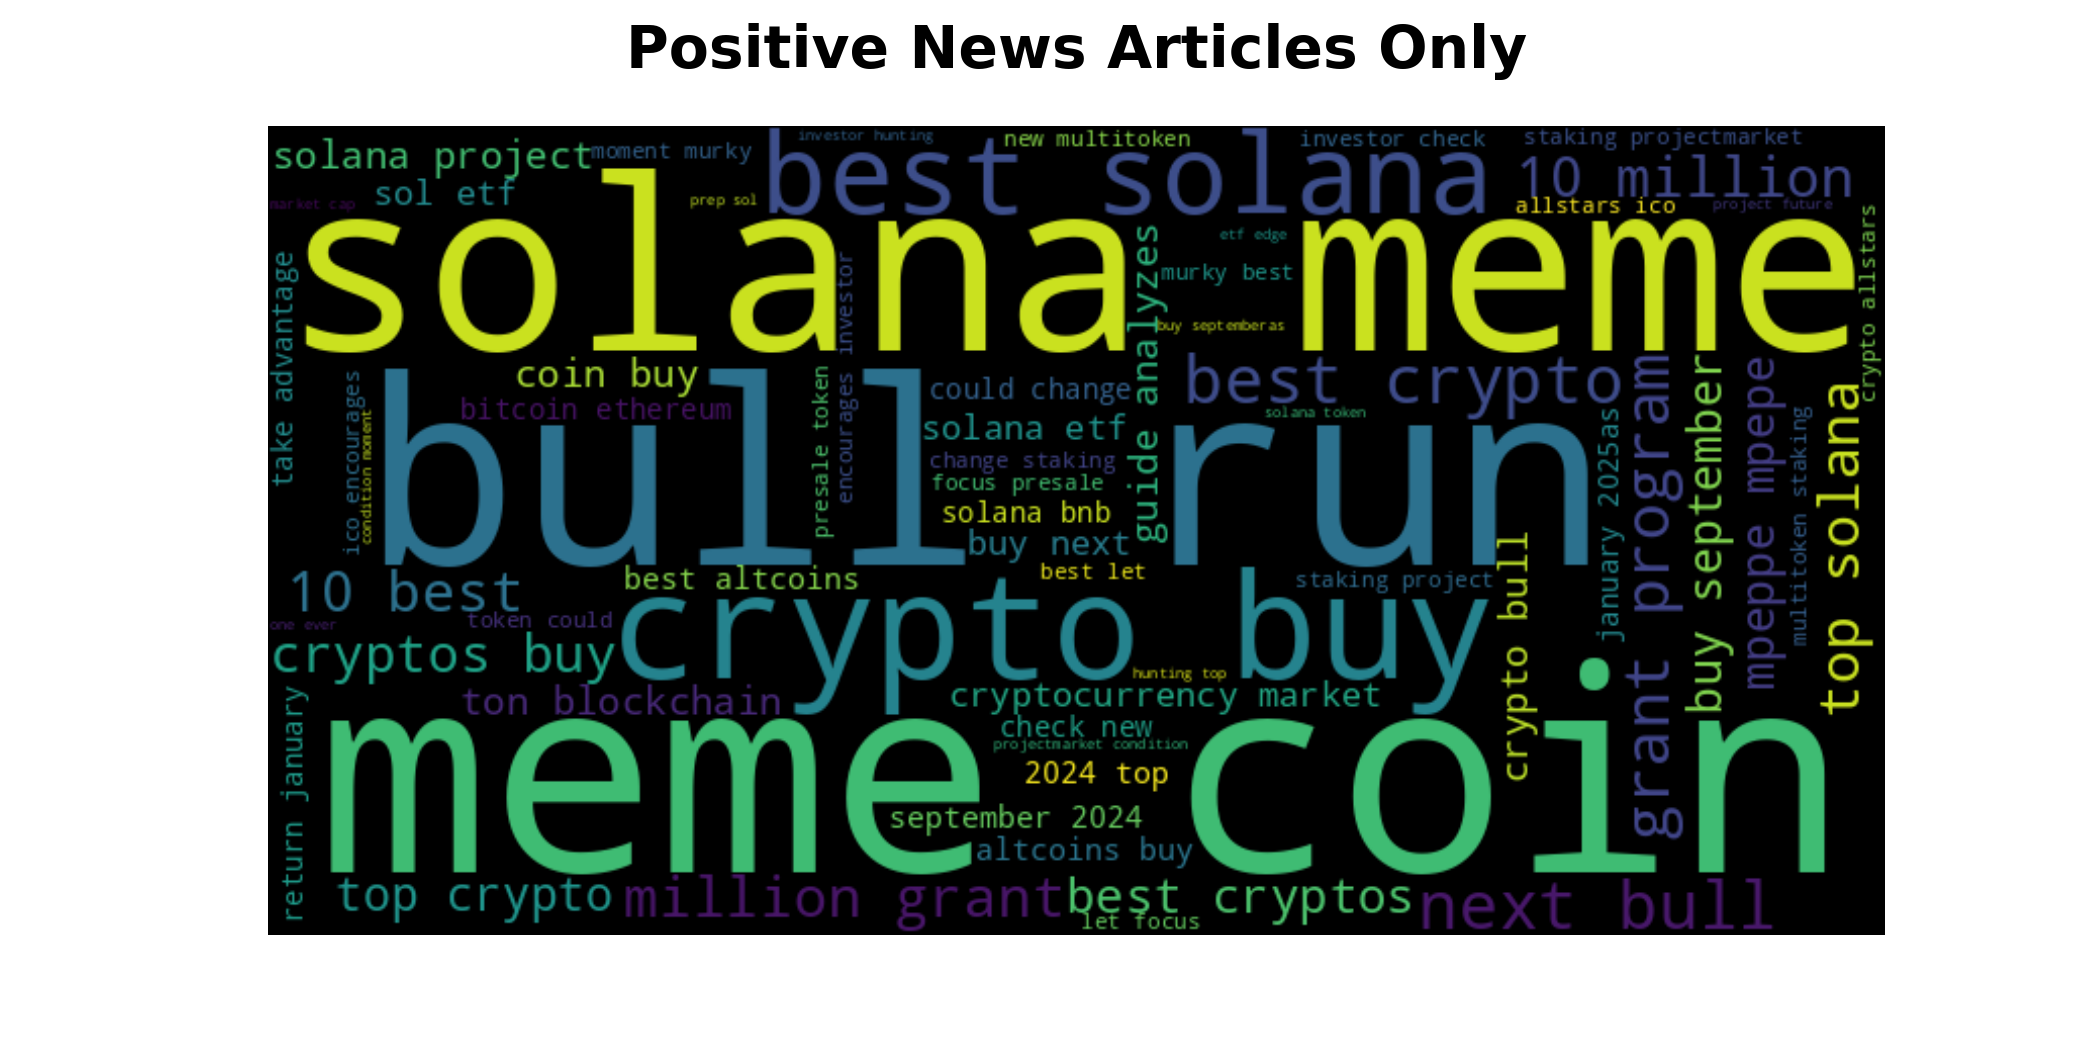 Positive News Articles Only
investor hunting
new multitoken
investor check
staking projectmarket
solana project
moment murky
best solana
10 million
sol etf
market cap
prep sol
allstars ico
project future
solana meme
etf edge
murky best
buy septemberas
take advantage
encourages investor
guide analyzes
crypto allstars
coin buy
bitcoin ethereum
could change
best crypto
solana token
solana etf
bull run
ico encourages
condition moment
presale token
change staking
focus presale
solana bnb
buy next
january 2025as
grant program
buy september
mpeppe mpepe
multitoken staking
top solana
10 best
best altcoins
best let
staking project
crypto bull
one ever
token could
crypto buy
cryptos buy
hunting top
ton blockchain
cryptocurrency market
check new
projectmarket condition
return january
meme coin
2024 top
september 2024
altcoins buy
top crypto
million grant
best cryptos
next bull
let focus